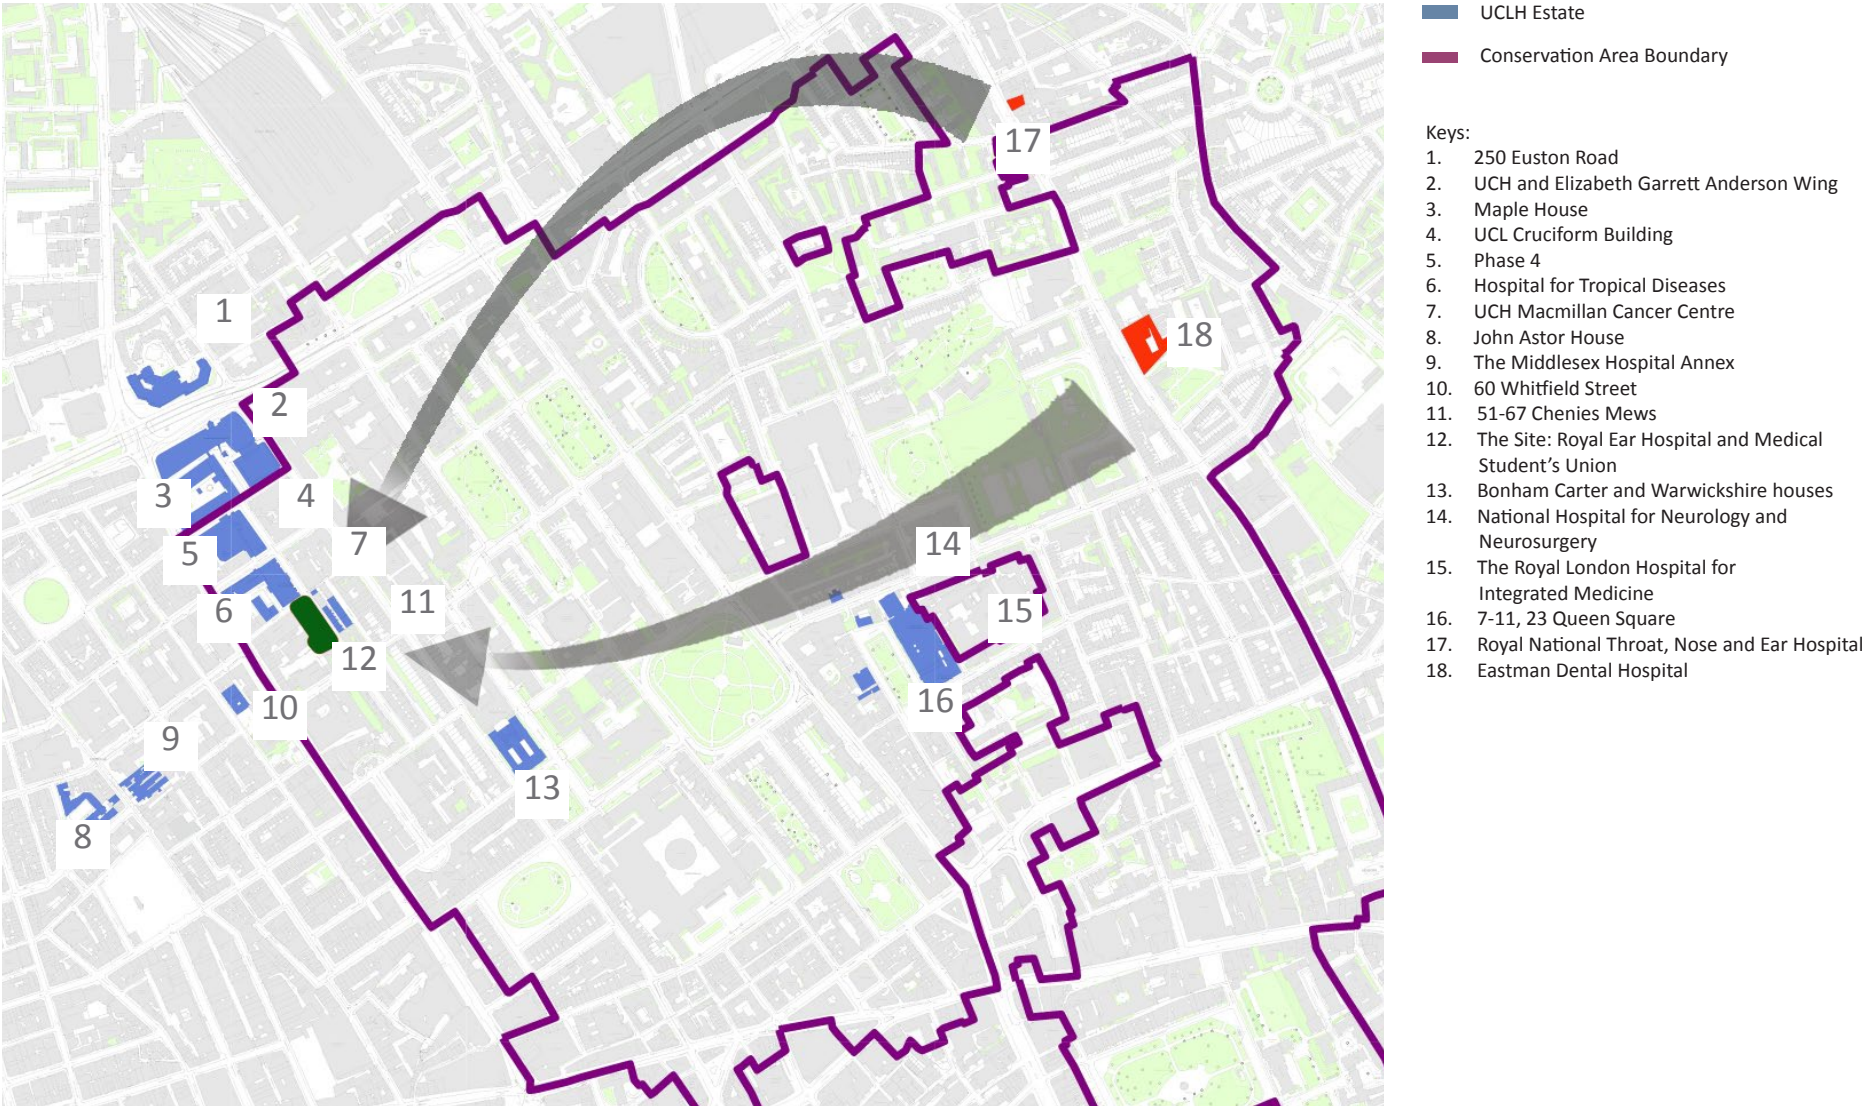 UCLH Estate
Conservation Area Boundary
Keys:
1. 250 Euston Road
2. UCH and Elizabeth Garrett Anderson Wing
3. Maple House
4. UCL Cruciform Building
5. Phase 4
6. Hospital for Tropical Diseases
7. UCH Macmillan Cancer Centre
8. John Astor House
9. The Middlesex Hospital Annex
10. 60 Whitfield Street
11. 51-67 Chenies Mews
12. The Site: Royal Ear Hospital and Medical
Student's Union
13. Bonham Carter and Warwickshire houses
14. National Hospital for Neurology and
Neurosurgery
15. The Royal London Hospital for
Integrated Medicine
16. 7-11, 23 Queen Square
17. Royal National Throat, Nose and Ear Hospital
18. Eastman Dental Hospital
17
1
18
2
3
4
5
7
14
6
11
15
12
16
10
9
13
8